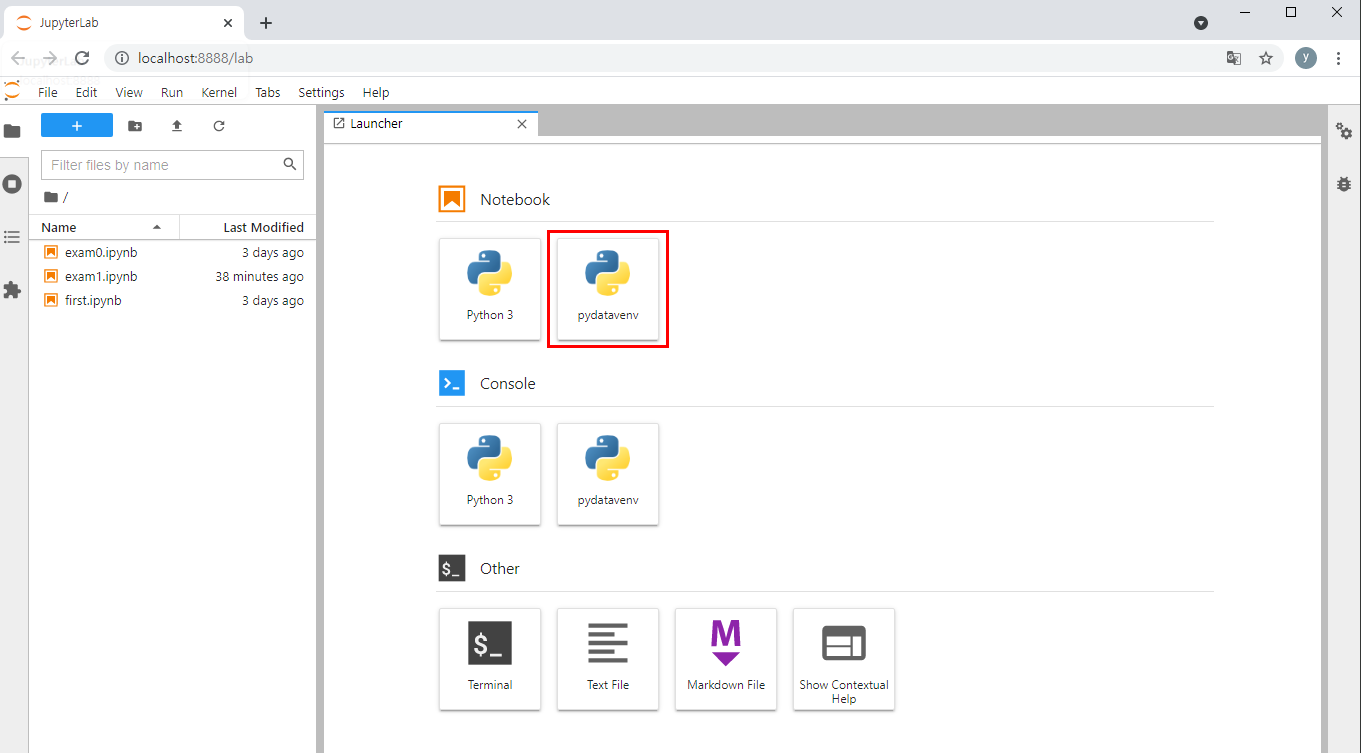 JupyterLab
localhost:8888/lab
y
File Edit View Run Kernel Tabs Settings Help
Launcher
Filter files by name
/
Name Last Modified
exam0.ipynb 3 days ago
exam1.ipynb 38 minutes ago
first.ipynb 3 days ago
Notebook
Python 3 pydatavenv
Console
Python 3 pydatavenv
$_ Other
$_ M
Terminal Text File Markdown File Show Contextual
Help